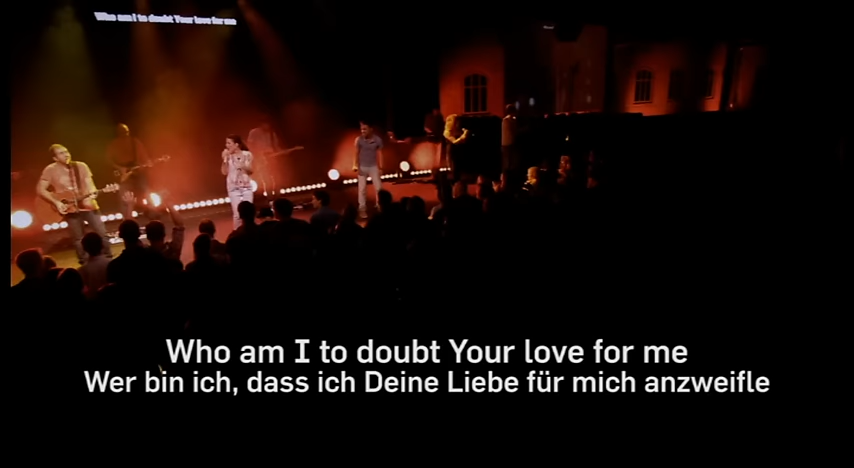 Who am I to doubt Your love for me
Who am I to doubt Your love for me
Wer bin ich, dass ich Deine Liebe für mich anzweifle